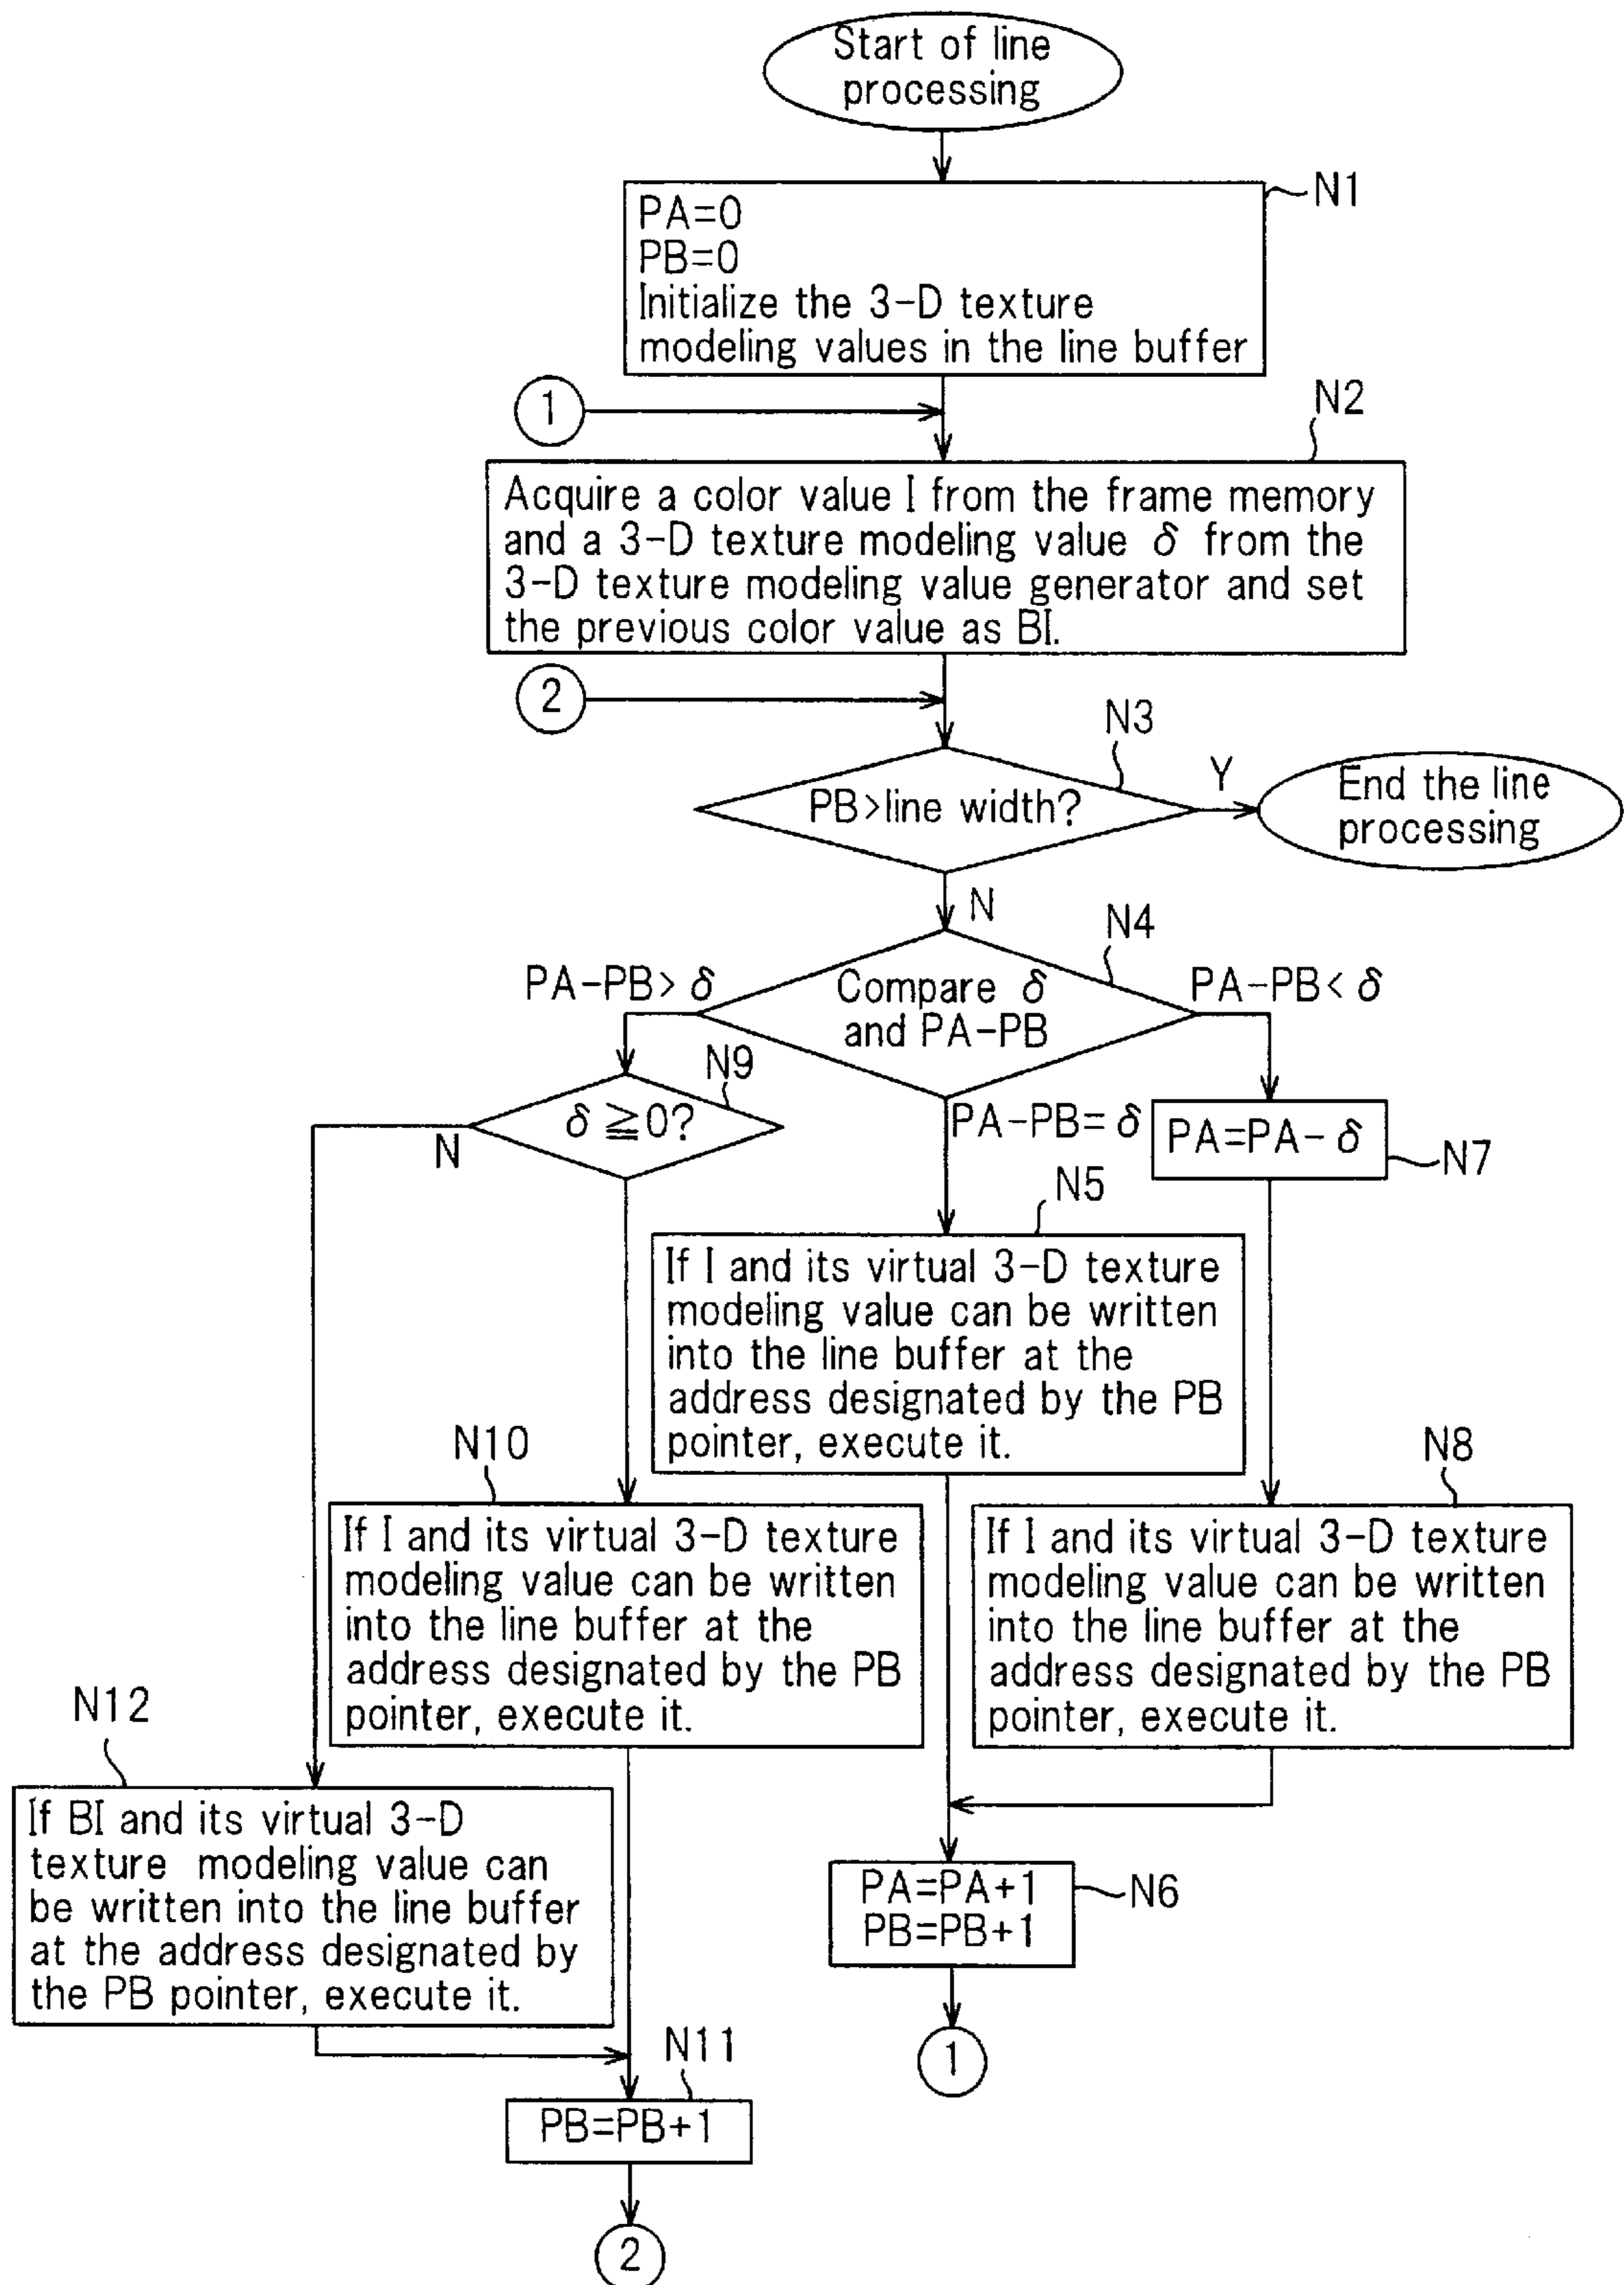 Start of line
processing
N1
PA=0
PB=0
Initialize the 3-D texture
modeling values in the line buffer
1
N2
Acquire a color value I from the frame memory
and a 3-D texture modeling value δ from the
3-D texture modeling value generator and set
the previous color value as BI.
2
N3
PB>line width?
Y
End the line
processing
N
N4
PA-PB>δ
Compare δ
and PA-PB
PA-PB<δ
N9
δ≧0?
N
PA-PB=δ
PA=PA-δ
N7
N5
If I and its virtual 3-D texture
modeling value can be written
into the line buffer at the
address designated by the PB
pointer, execute it.
N10
If I and its virtual 3-D texture
modeling value can be written
into the line buffer at the
address designated by the PB
pointer, execute it.
N8
If I and its virtual 3-D texture
modeling value can be written
into the line buffer at the
address designated by the PB
pointer, execute it.
N12
If BI and its virtual 3-D
texture modeling value can
be written into the line buffer
at the address designated by
the PB pointer, execute it.
PA=PA+1
PB=PB+1
N6
1
N11
PB=PB+1
2